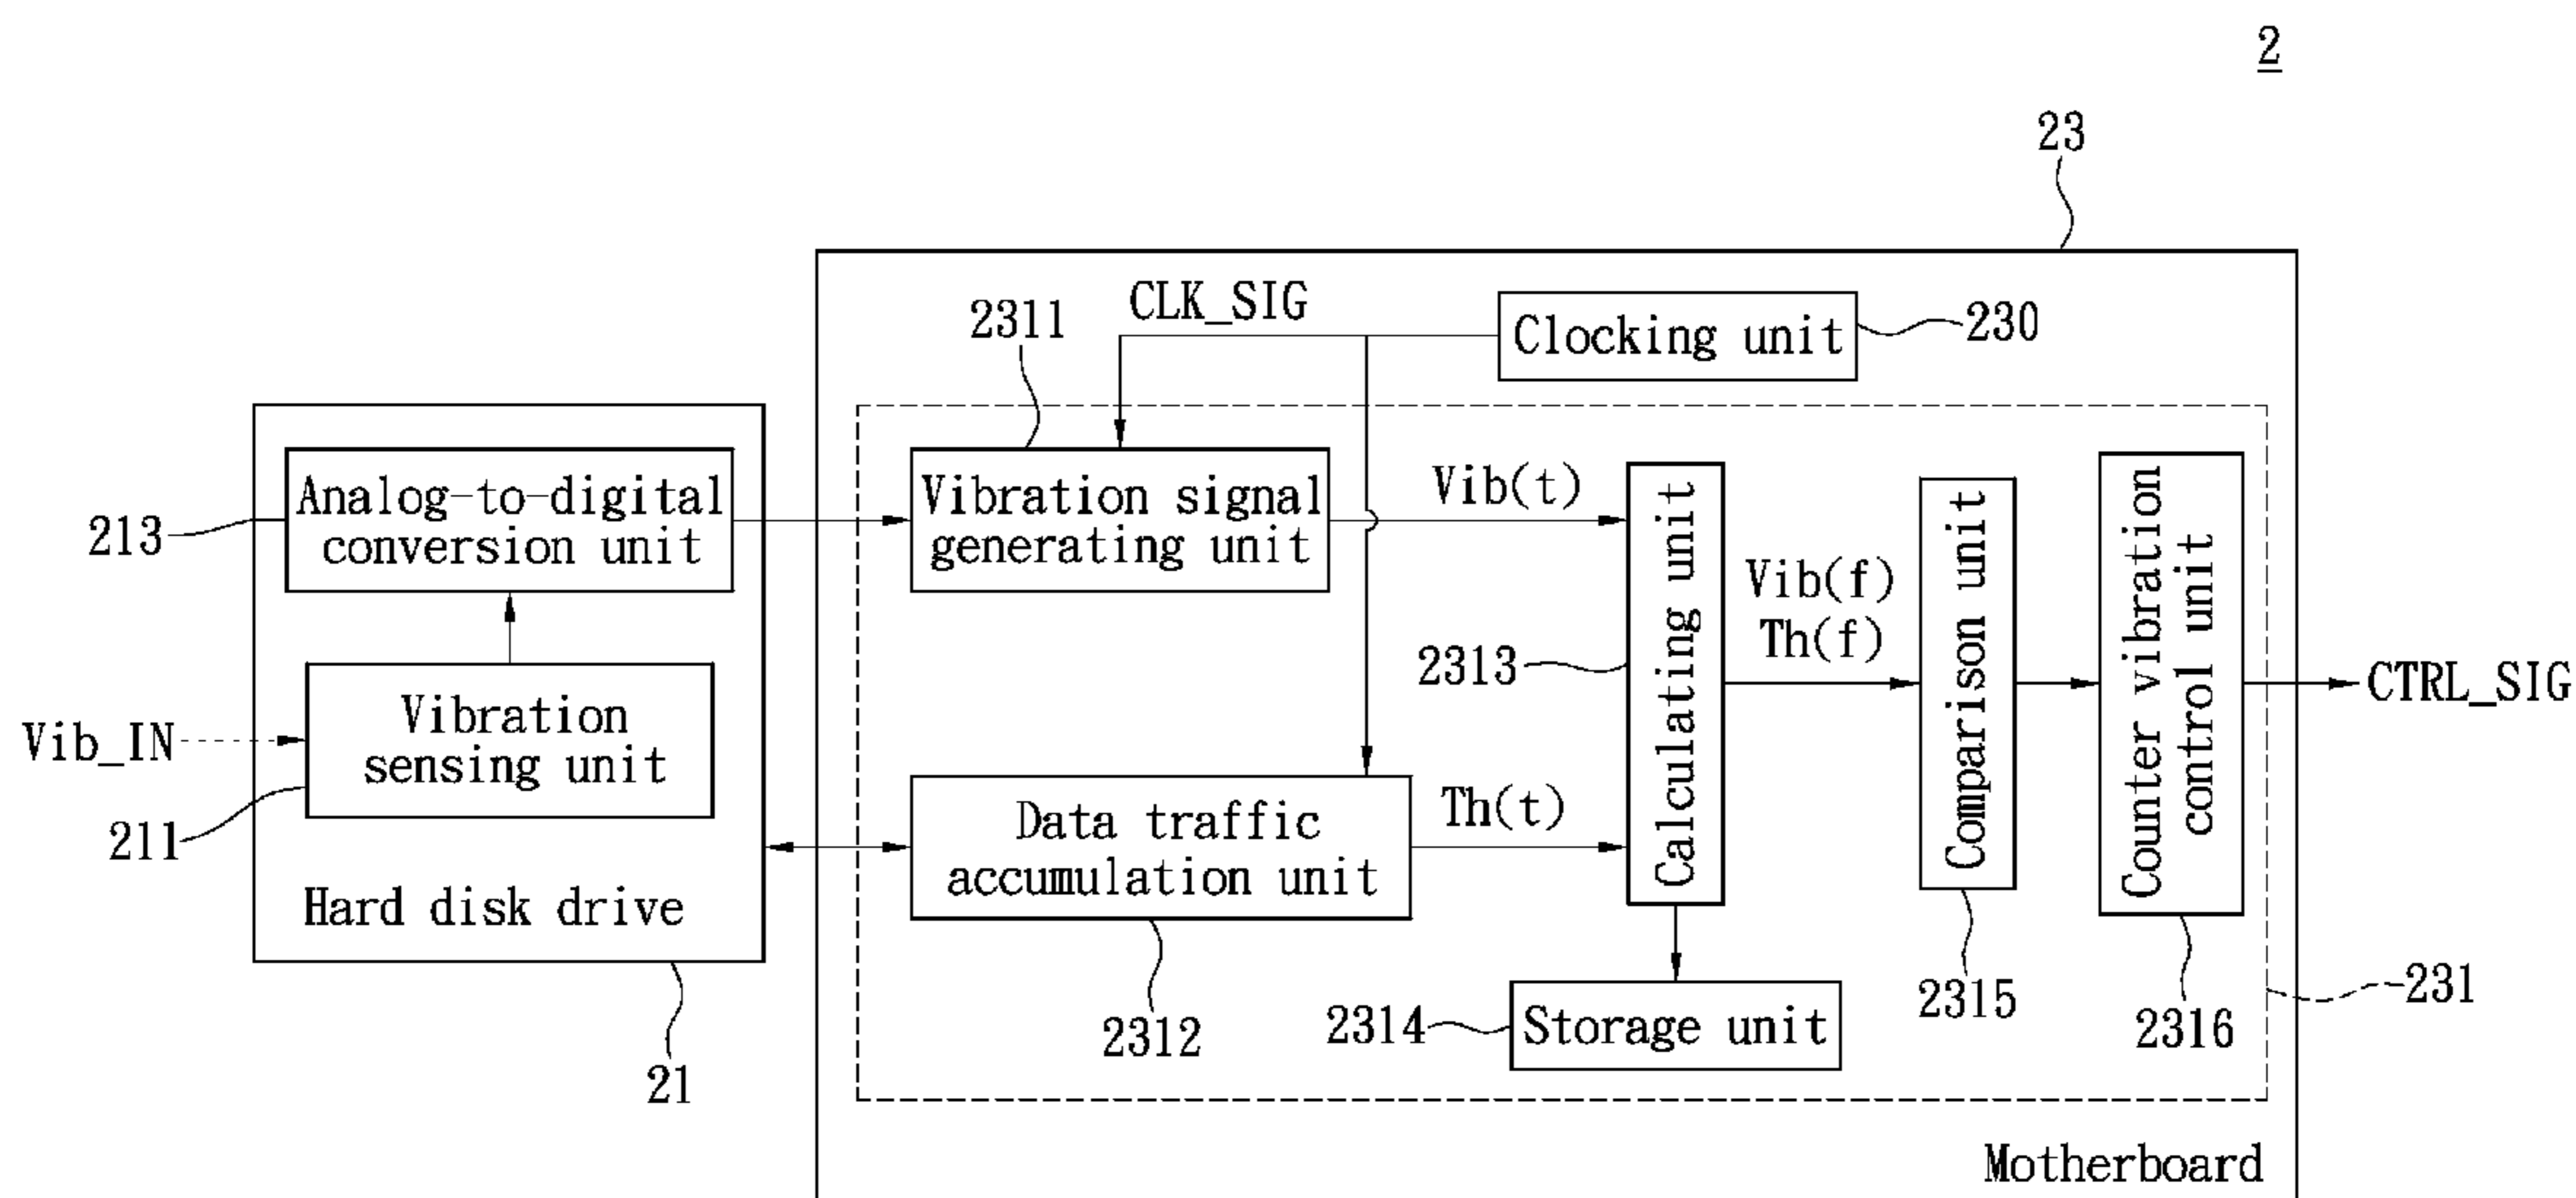 2
23
CLK_SIG
Clocking unit
230
2311
Analog-to-digital
conversion unit
213
Vibration signal
generating unit
Vib(t)
Calculating unit
2313
Vib(f)
Th(f)
Comparison unit
Counter vibration
control unit
CTRL_SIG
Vib_IN
Vibration
sensing unit
211
Hard disk drive
21
Data traffic
accumulation unit
Th(t)
2312
2314
Storage unit
2315
2316
231
Motherboard